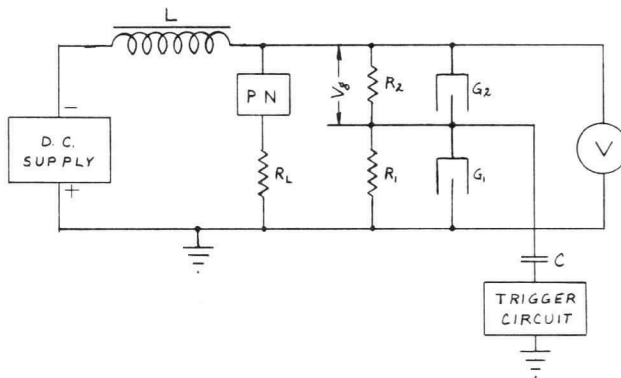 L
−
D.C.
SUPPLY
+
PN
R_L
V_g
R_2
R_1
G_2
G_1
V
C
TRIGGER
CIRCUIT